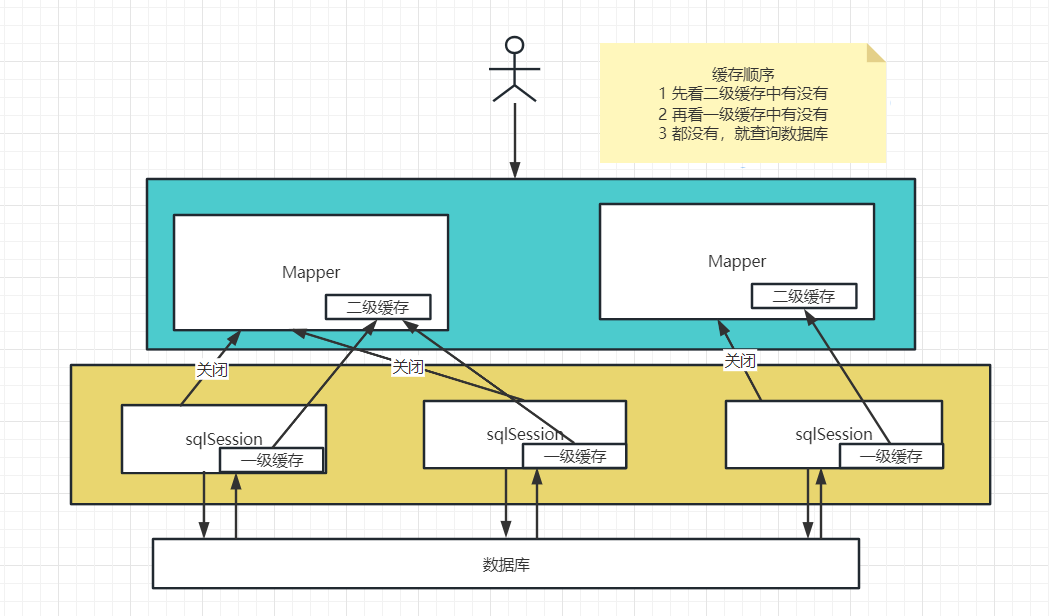 缓存顺序
1 先看二级缓存中有没有
2 再看一级缓存中有没有
3 都没有，就查询数据库
Mapper
二级缓存
Mapper
二级缓存
关闭
关闭
关闭
sqlSession
一级缓存
sqlSession
一级缓存
sqlSession
一级缓存
数据库